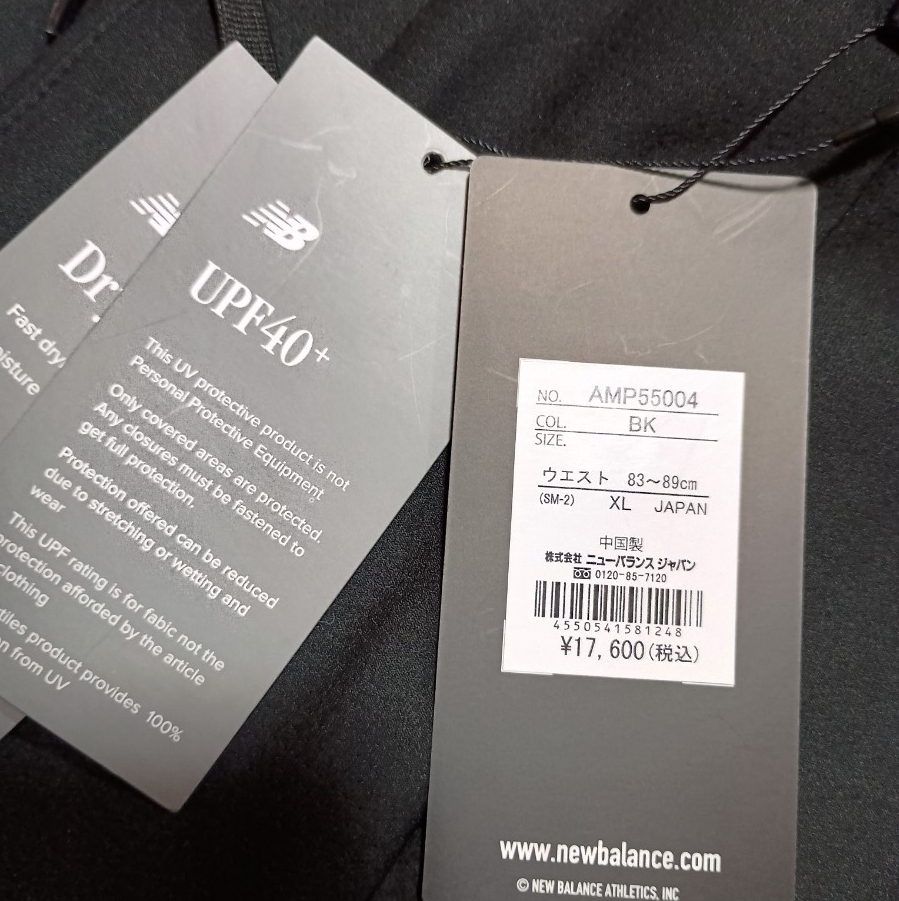 Dr
Fast dry
oisture
NB
UPF40+
This UV protective product is not
Personal Protective Equipment
Only covered areas are protected.
Any closures must be fastened to
get full protection.
Protection offered can be reduced
due to stretching or wetting and
wear
This UPF rating is for fabric not the
protection afforded by the article
clothing
tiles product provides 100%
n from UV
NO. AMP55004
COL. BK
SIZE.
ウエスト 83～89cm
(SM-2) XL JAPAN
中国製
株式会社 ニューバランス ジャパン
0120-85-7120
4550541581248
¥17,600(税込)
www.newbalance.com
© NEW BALANCE ATHLETICS, INC